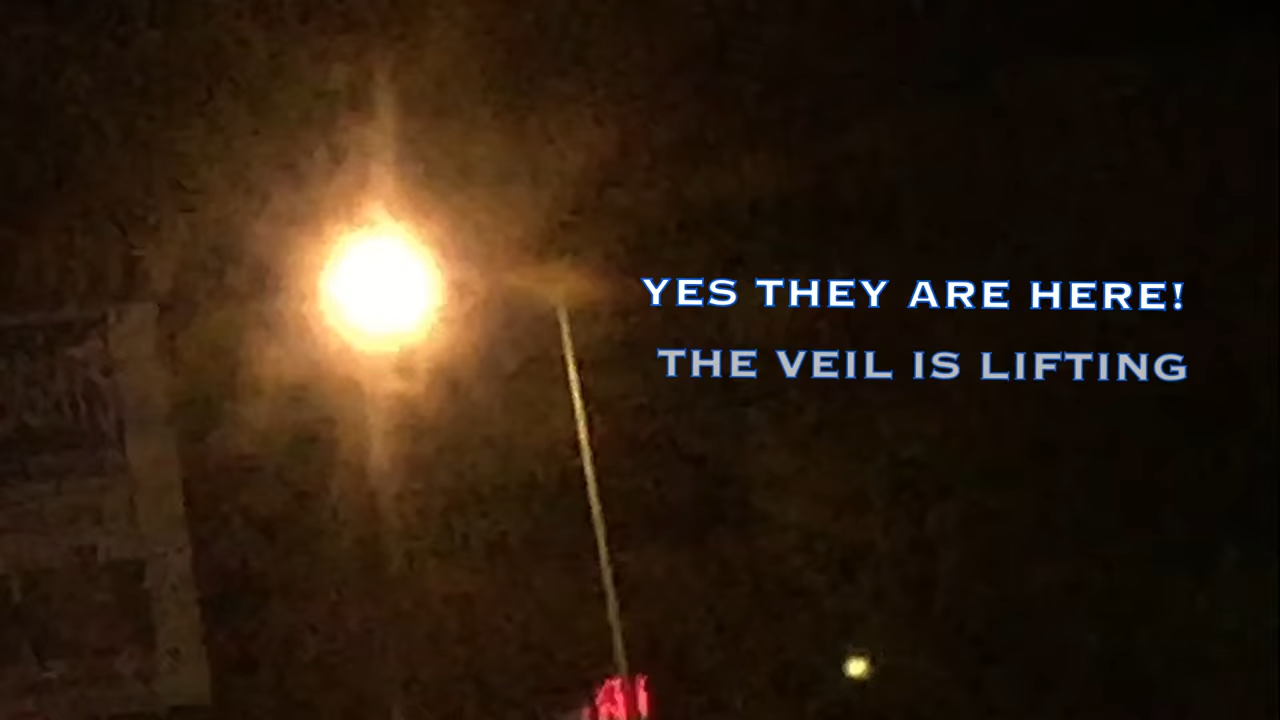 YES THEY ARE HERE!
THE VEIL IS LIFTING